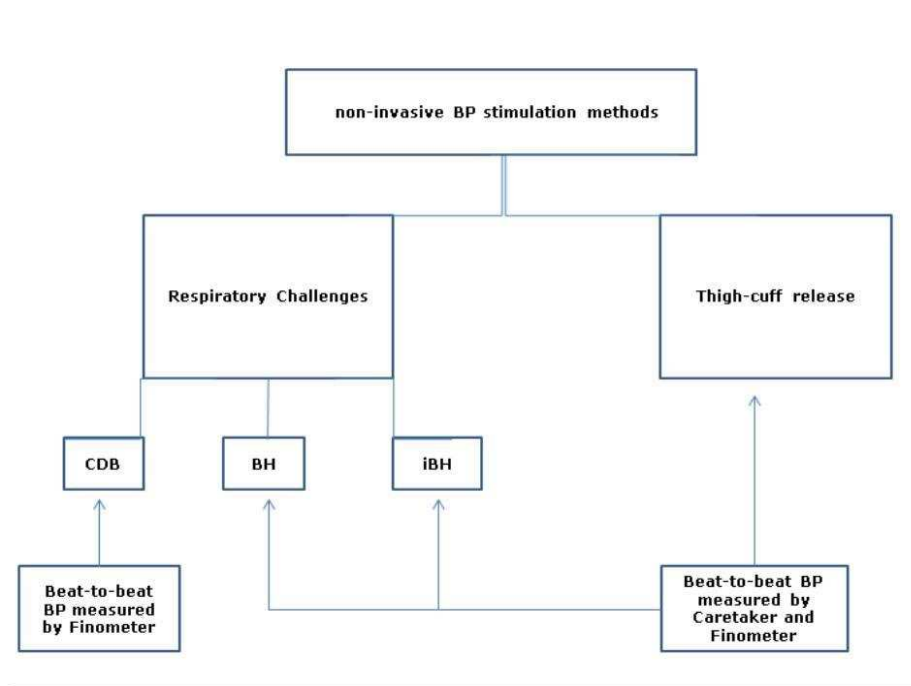 non-invasive BP stimulation methods
Respiratory Challenges
Thigh-cuff release
CDB
BH
iBH
Beat-to-beat
BP measured
by Finometer
Beat-to-beat BP
measured by
Caretaker and
Finometer